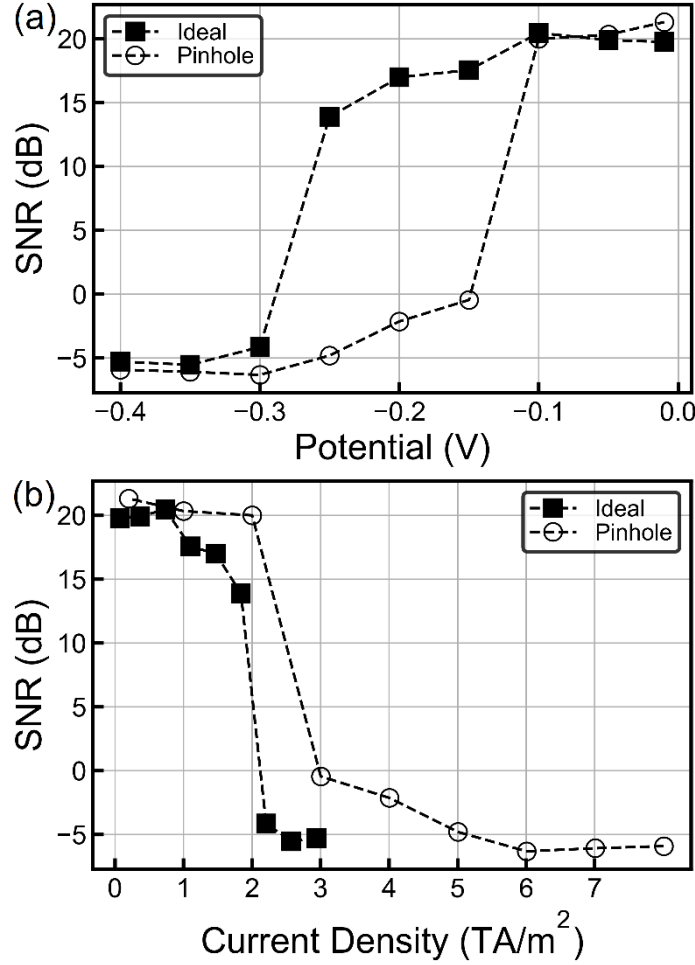 (a)
Ideal
Pinhole
20
15
10
5
0
−5
SNR (dB)
−0.4 −0.3 −0.2 −0.1 0.0
Potential (V)
(b)
Ideal
Pinhole
20
15
10
5
0
−5
SNR (dB)
0 1 2 3 4 5 6 7
Current Density (TA/m²)